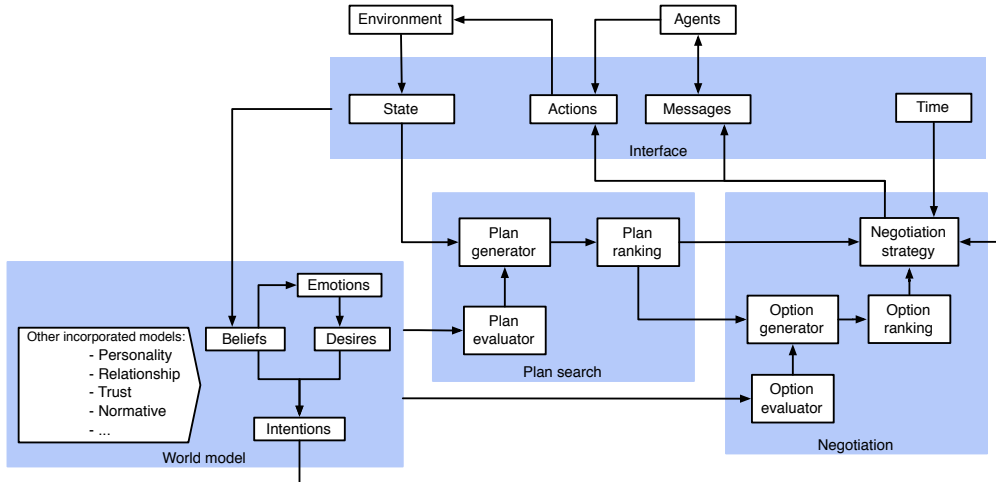 Environment
Agents
State
Actions
Messages
Time
Interface
Plan
generator
Plan
ranking
Negotiation
strategy
Emotions
Other incorporated models:
- Personality
- Relationship
- Trust
- Normative
- ...
Beliefs
Desires
Plan
evaluator
Option
generator
Option
ranking
Plan search
Option
evaluator
Intentions
Negotiation
World model